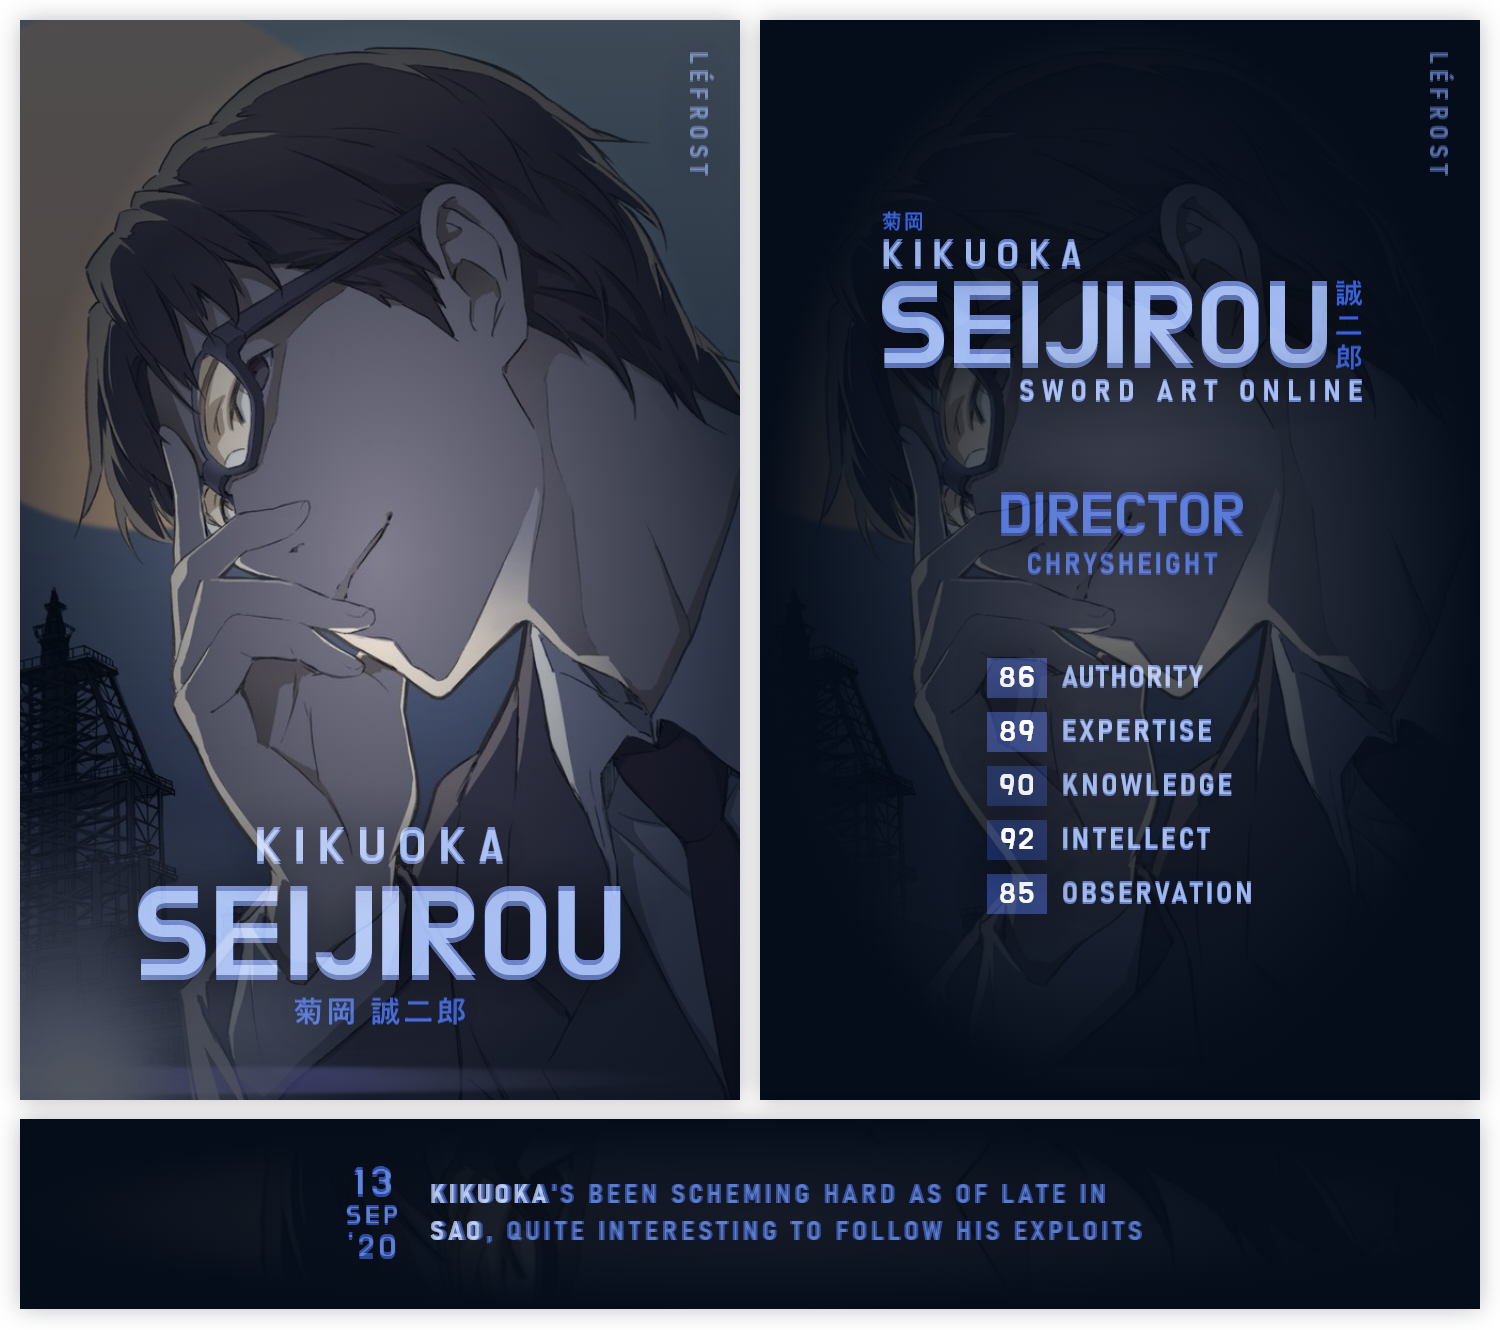 LÉFROST
KIKUOKA
SEIJIROU
菊岡 誠二郎
LÉFROST
菊岡
KIKUOKA
SEIJIROU
誠二郎
SWORD ART ONLINE
DIRECTOR
CHRYSHEIGHT
86 AUTHORITY
89 EXPERTISE
90 KNOWLEDGE
92 INTELLECT
85 OBSERVATION
13
SEP
'20
KIKUOKA'S BEEN SCHEMING HARD AS OF LATE IN
SAO, QUITE INTERESTING TO FOLLOW HIS EXPLOITS